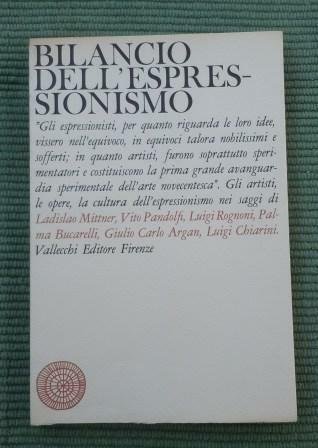 BILANCIO
DELL'ESPRES-
SIONISMO
"Gli espressionisti, per quanto riguarda le loro idee,
vissero nell'equivoco, in equivoci talora nobilissimi e
sofferti; in quanto artisti, furono soprattutto speri-
mentatori e costituiscono la prima grande avanguar-
dia sperimentale dell'arte novecentesca". Gli artisti,
le opere, la cultura dell'espressionismo nei saggi di
Ladislao Mittner, Vito Pandolfi, Luigi Rognoni, Pal-
ma Bucarelli, Giulio Carlo Argan, Luigi Chiarini.
Vallecchi Editore Firenze